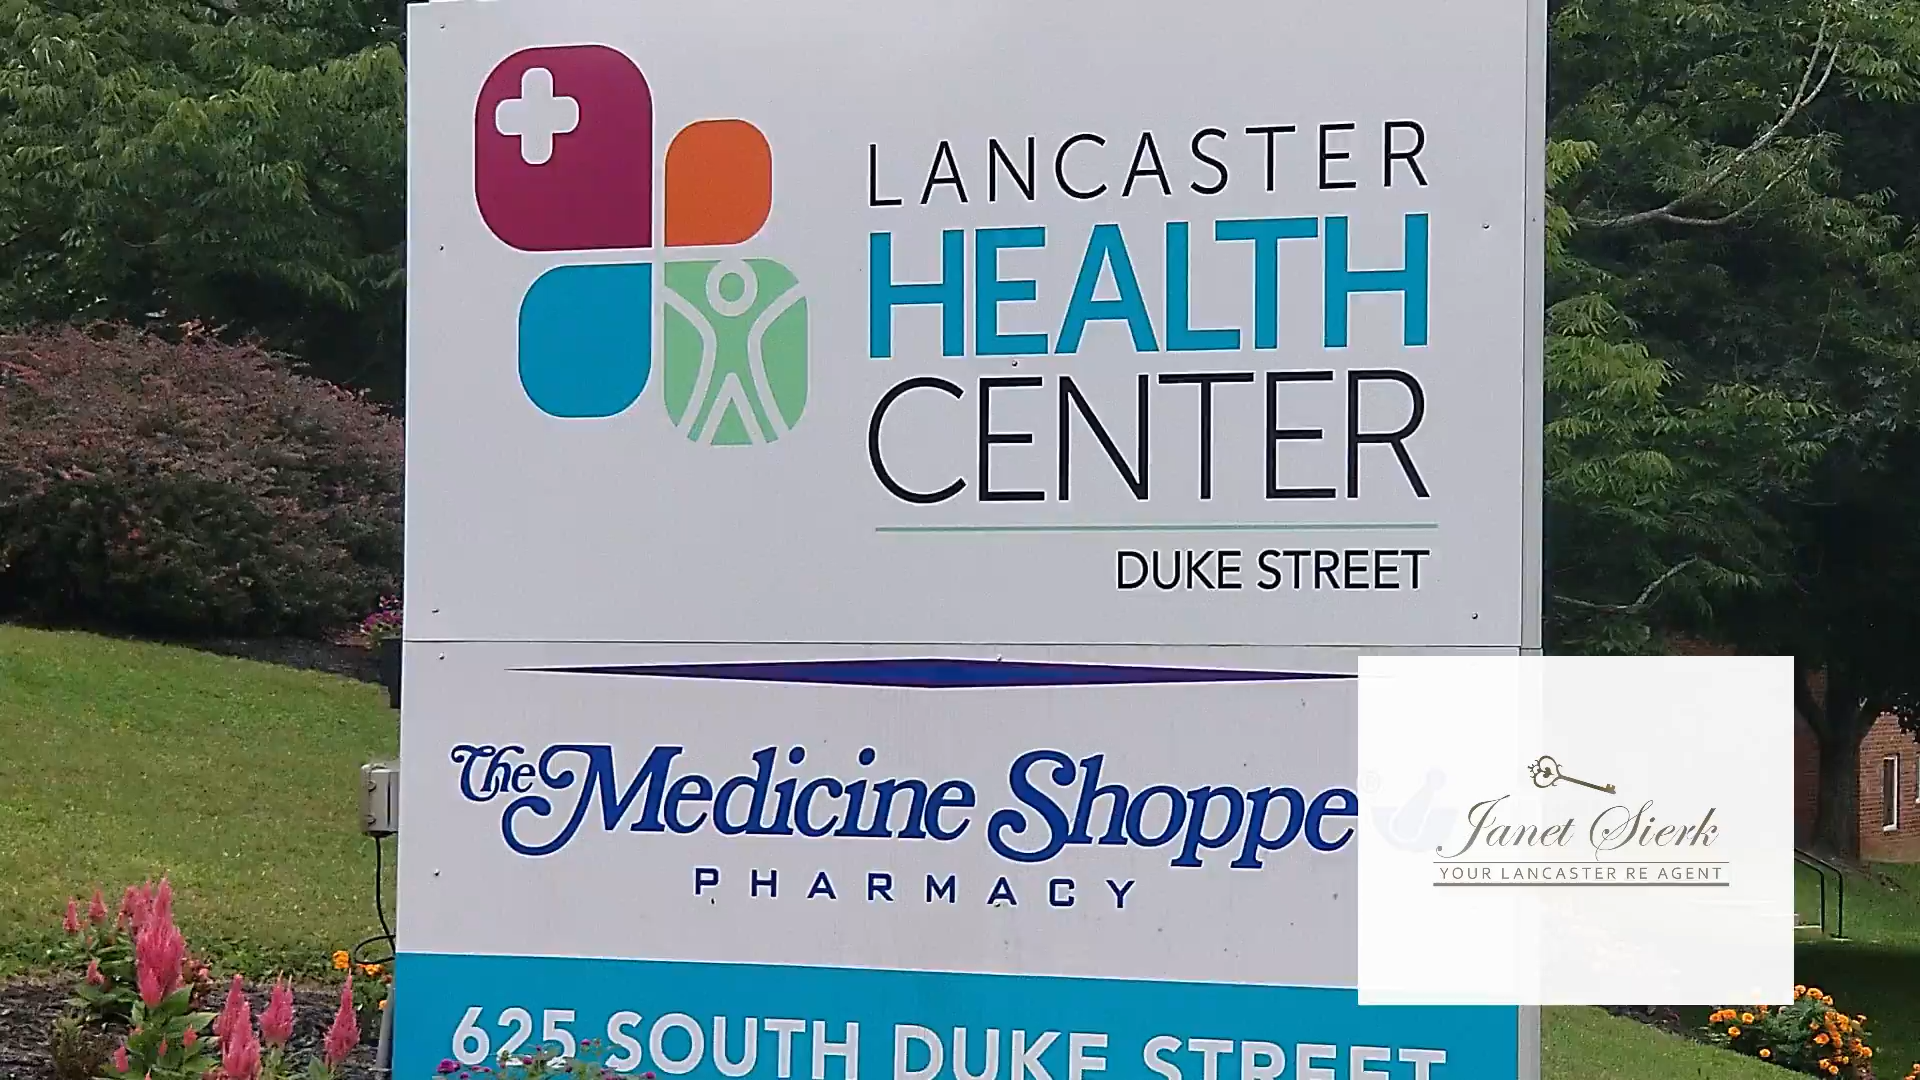 LANCASTER
HEALTH
CENTER
DUKE STREET
The Medicine Shoppe®
PHARMACY
625 SOUTH DUKE STREET
Janet Sierk
YOUR LANCASTER RE AGENT